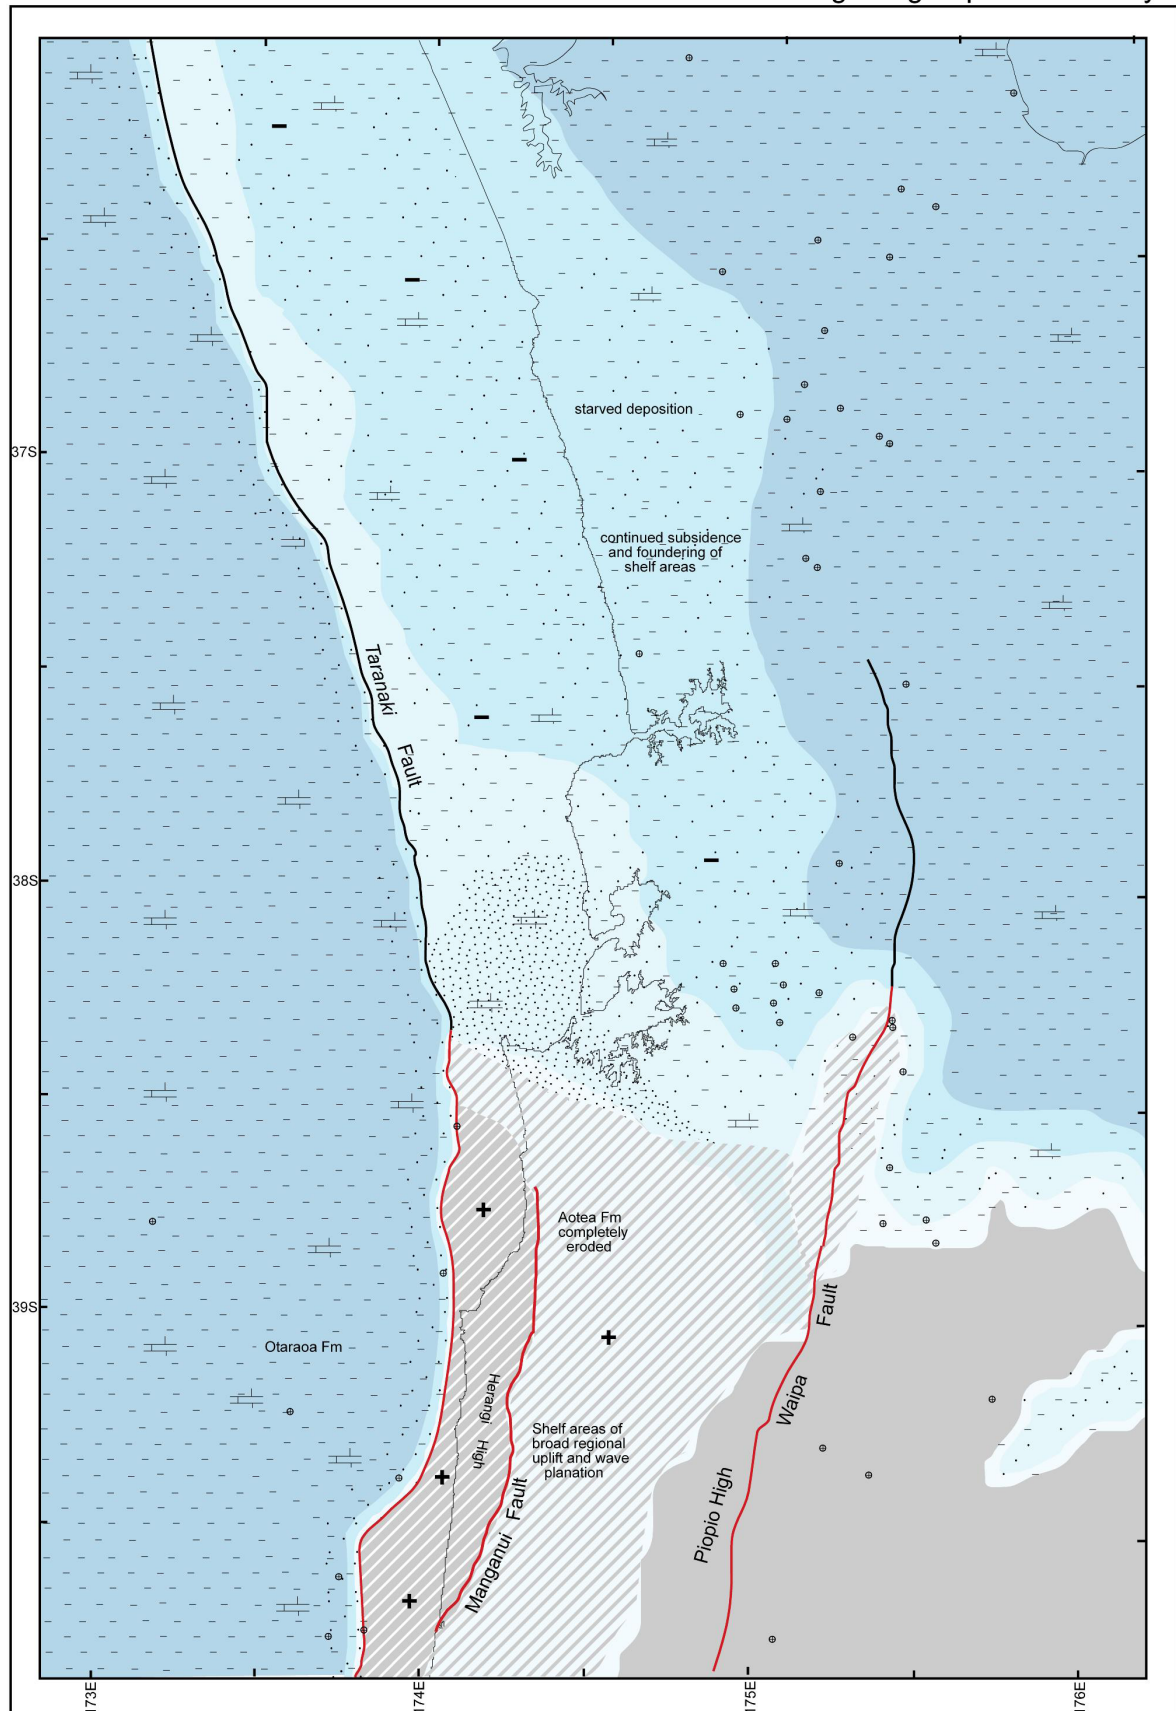 starved deposition
37S
continued subsidence
and foundering of
shelf areas
Taranaki
Fault
38S
Aotea Fm
completely
eroded
39S
Fault
Otaraoa Fm
Waipa
Herangi
High
Shelf areas of
broad regional
uplift and wave
planation
Fault
Manganui
Piopio High
173E
174E
175E
176E